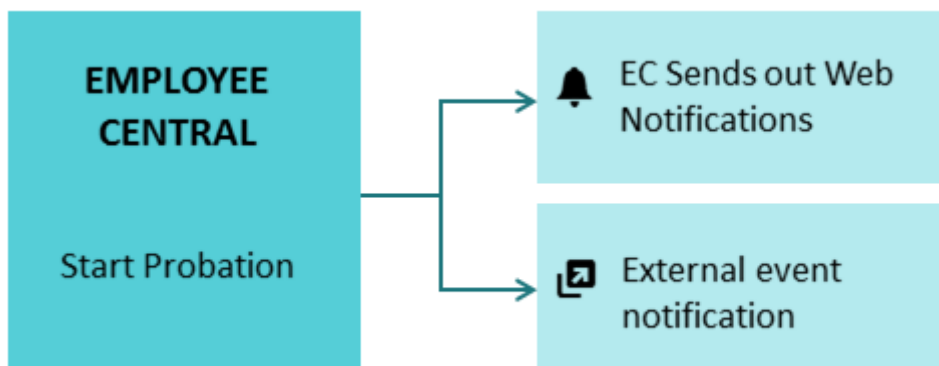 EMPLOYEE
CENTRAL
Start Probation
EC Sends out Web
Notifications
External event
notification